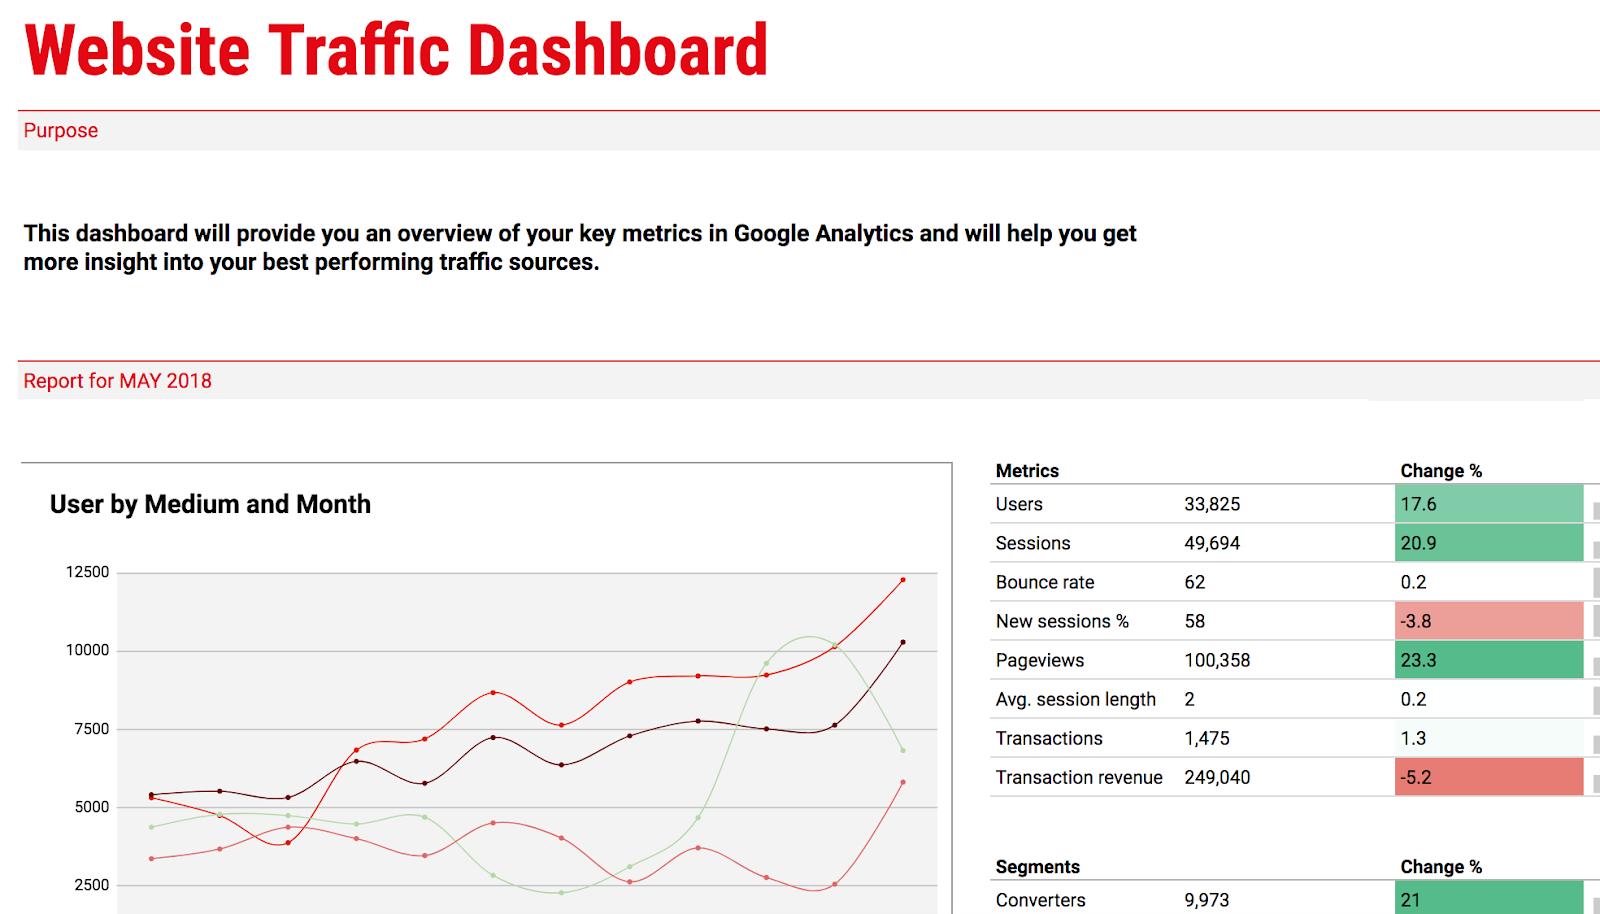 Website Traffic Dashboard
Purpose
This dashboard will provide you an overview of your key metrics in Google Analytics and will help you get
more insight into your best performing traffic sources.
Report for MAY 2018
User by Medium and Month
12500
10000
7500
5000
2500
Metrics Change %
Users 33,825 17.6
Sessions 49,694 20.9
Bounce rate 62 0.2
New sessions % 58 -3.8
Pageviews 100,358 23.3
Avg. session length 2 0.2
Transactions 1,475 1.3
Transaction revenue 249,040 -5.2
Segments Change %
Converters 9,973 21